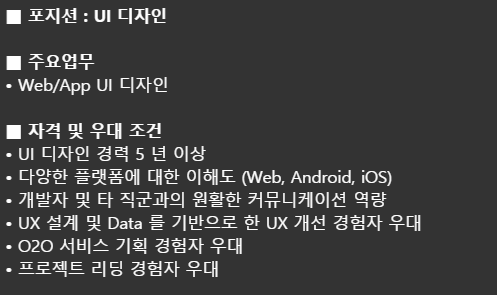 ■ 포지션 : UI 디자인
■ 주요업무
• Web/App UI 디자인
■ 자격 및 우대 조건
• UI 디자인 경력 5 년 이상
• 다양한 플랫폼에 대한 이해도 (Web, Android, iOS)
• 개발자 및 타 직군과의 원활한 커뮤니케이션 역량
• UX 설계 및 Data 를 기반으로 한 UX 개선 경험자 우대
• O2O 서비스 기획 경험자 우대
• 프로젝트 리딩 경험자 우대